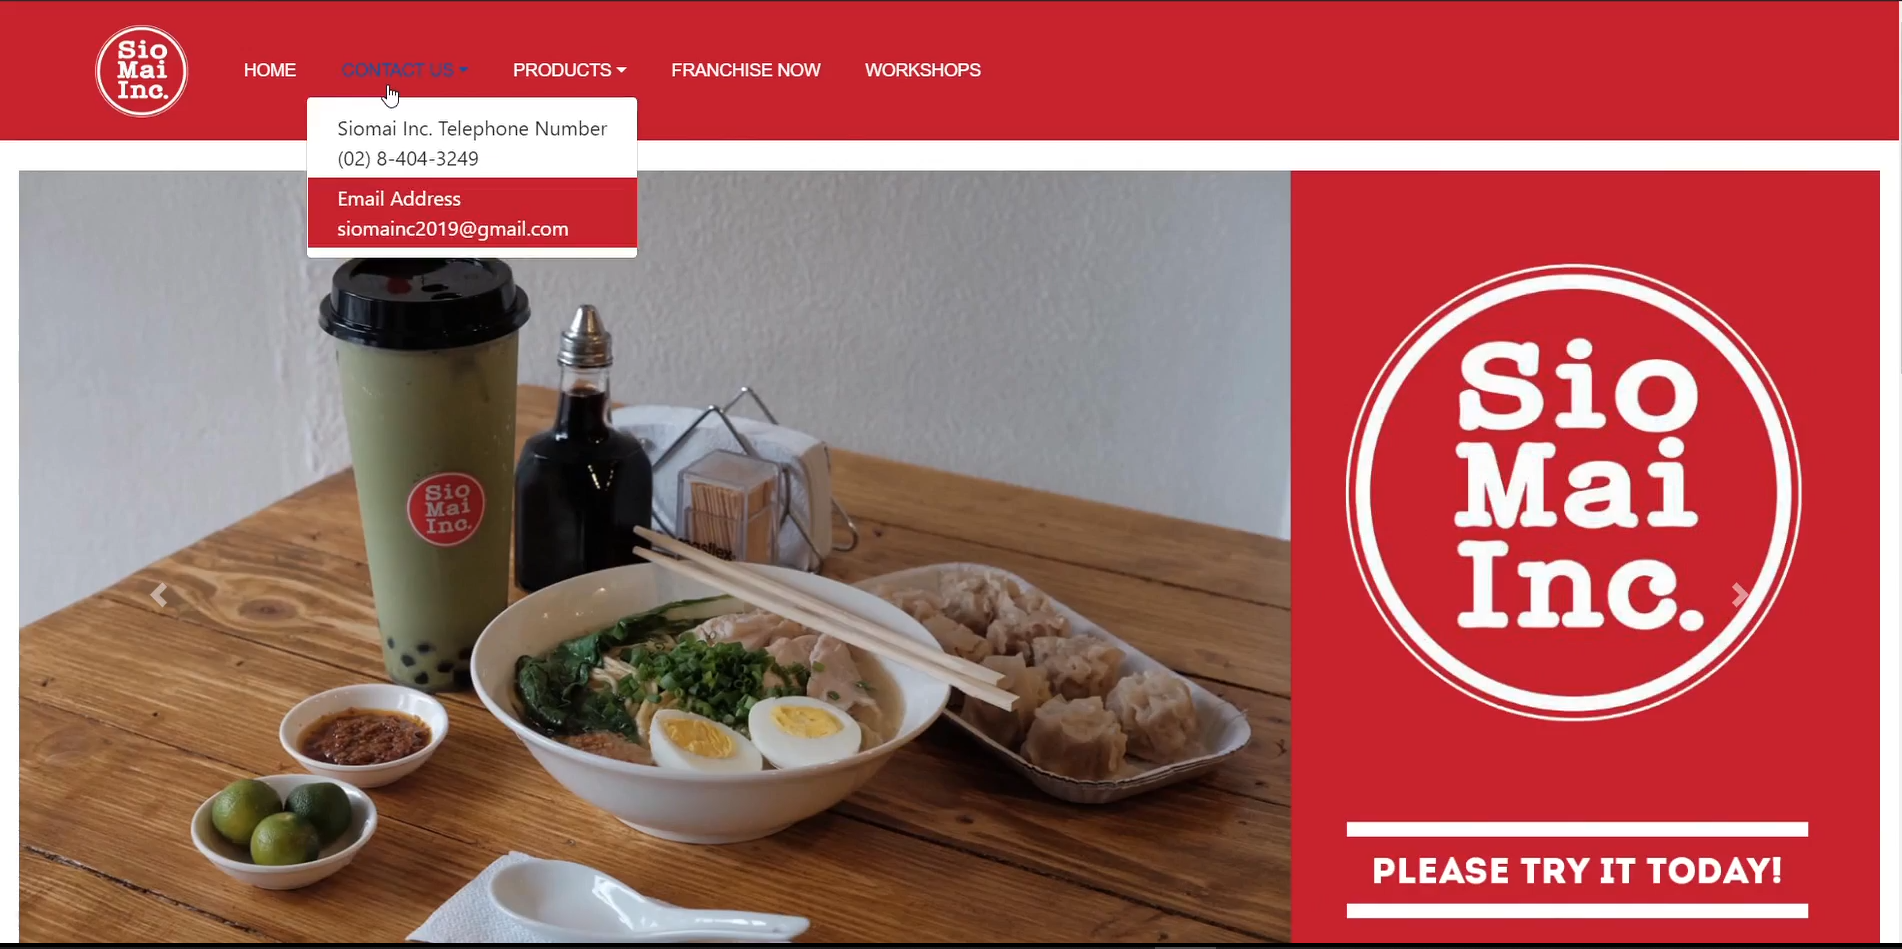 Sio
Mai
Inc.
HOME
CONTACT US
PRODUCTS
FRANCHISE NOW
WORKSHOPS
Siomai Inc. Telephone Number
(02) 8-404-3249
Email Address
siomainc2019@gmail.com
Sio
Mai
Inc.
Sio
Mai
Inc.
PLEASE TRY IT TODAY!